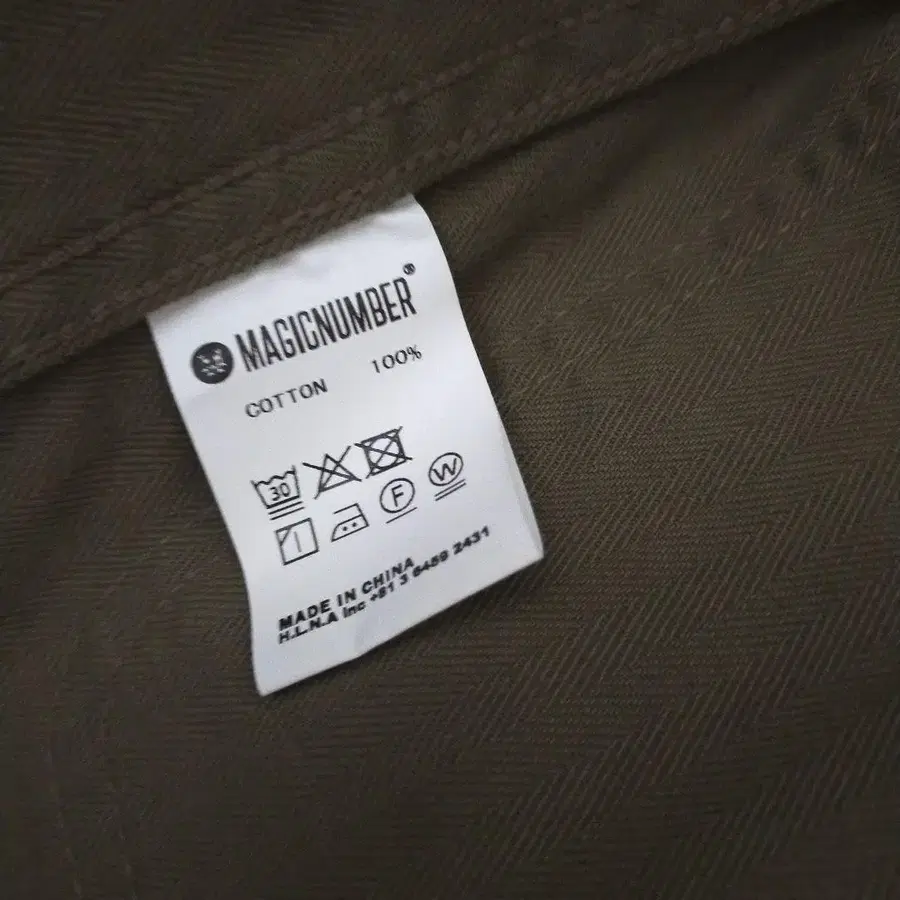 MAGICNUMBER®
COTTON 100%
30
F W
MADE IN CHINA
H.L.N.A Inc +81 3 6459 2431